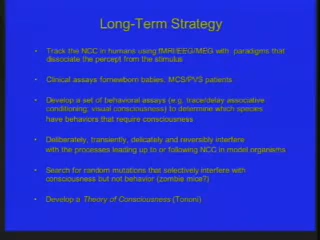 Long-Term Strategy
• Track the NCC in humans using fMRI/EEG/MEG with paradigms that
dissociate the percept from the stimulus
• Clinical assays fornewborn babies, MCS/PVS patients
• Develop a set of behavioral assays (e.g. trace/delay associative
conditioning; visual consciousness) to determine which species
have behaviors that require consciousness
• Deliberately, transiently, delicately and reversibly interfere
with the processes leading up to or following NCC in model organisms
• Search for random mutations that selectively interfere with
consciousness but not behavior (zombie mice?)
• Develop a Theory of Consciousness (Tononi)